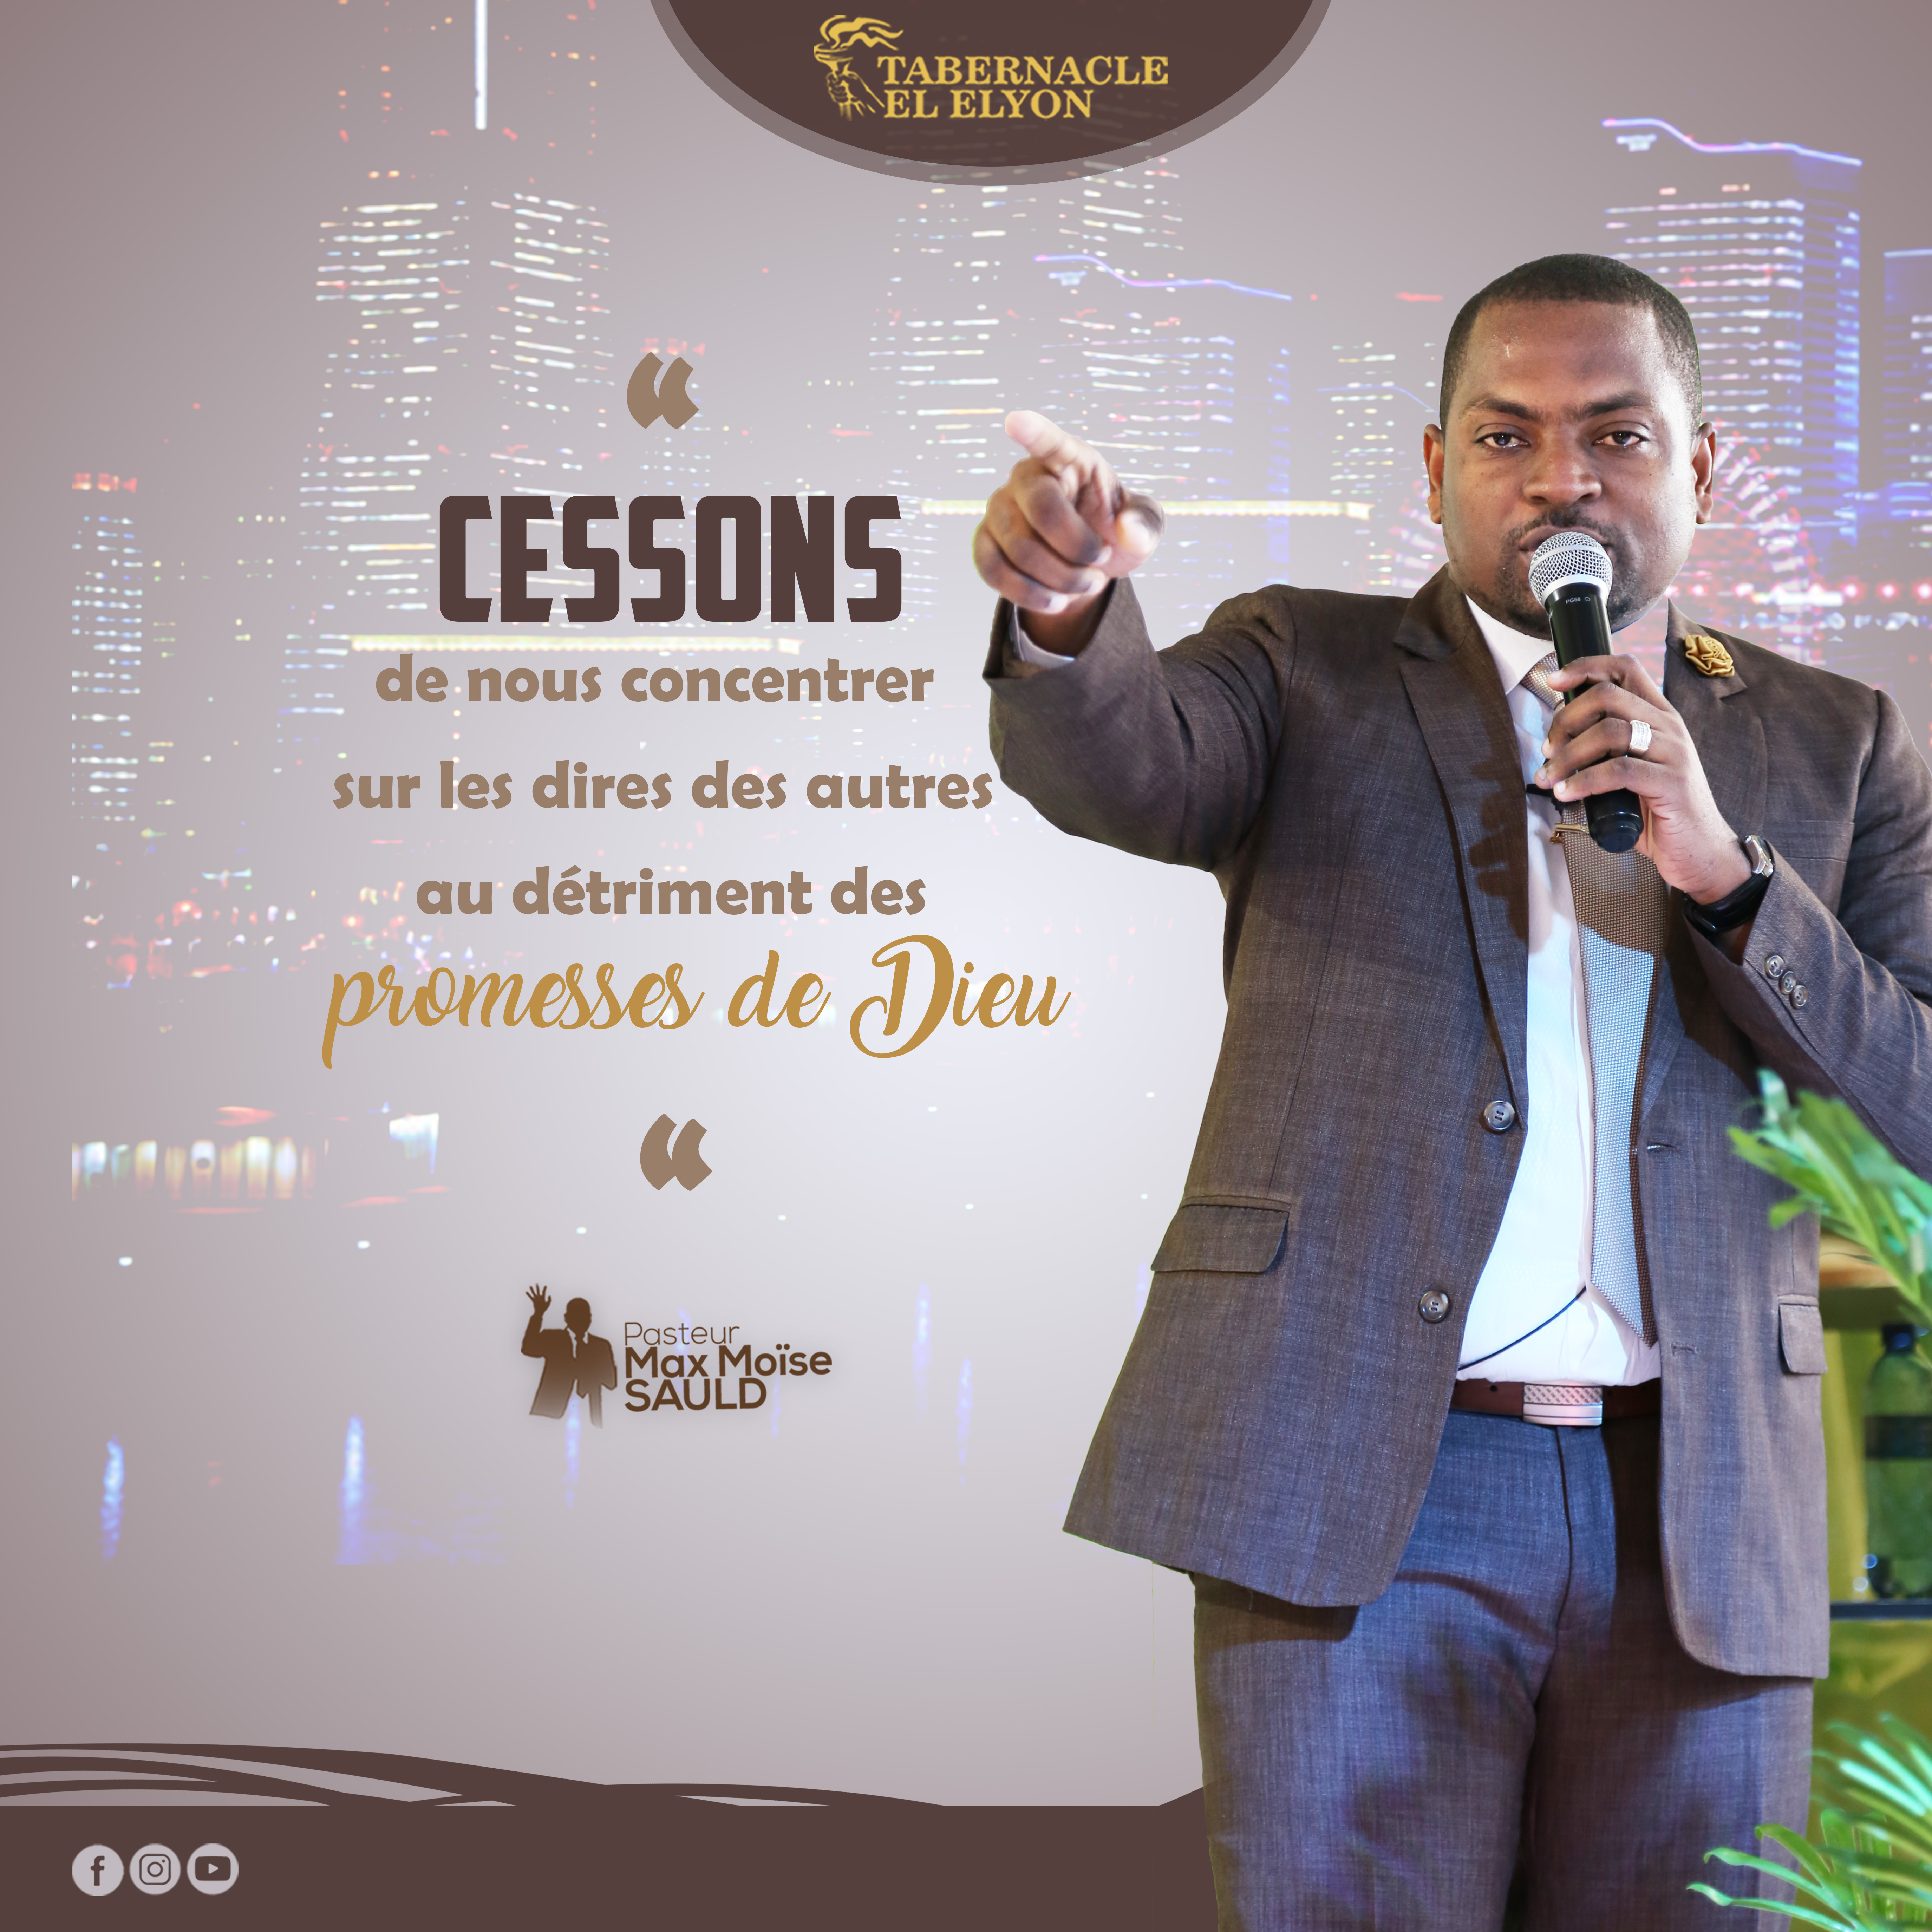 TABERNACLE
EL ELYON
“
CESSONS
de nous concentrer
sur les dires des autres
au détriment des
promesses de Dieu
“
Pasteur
Max Moïse
SAULD